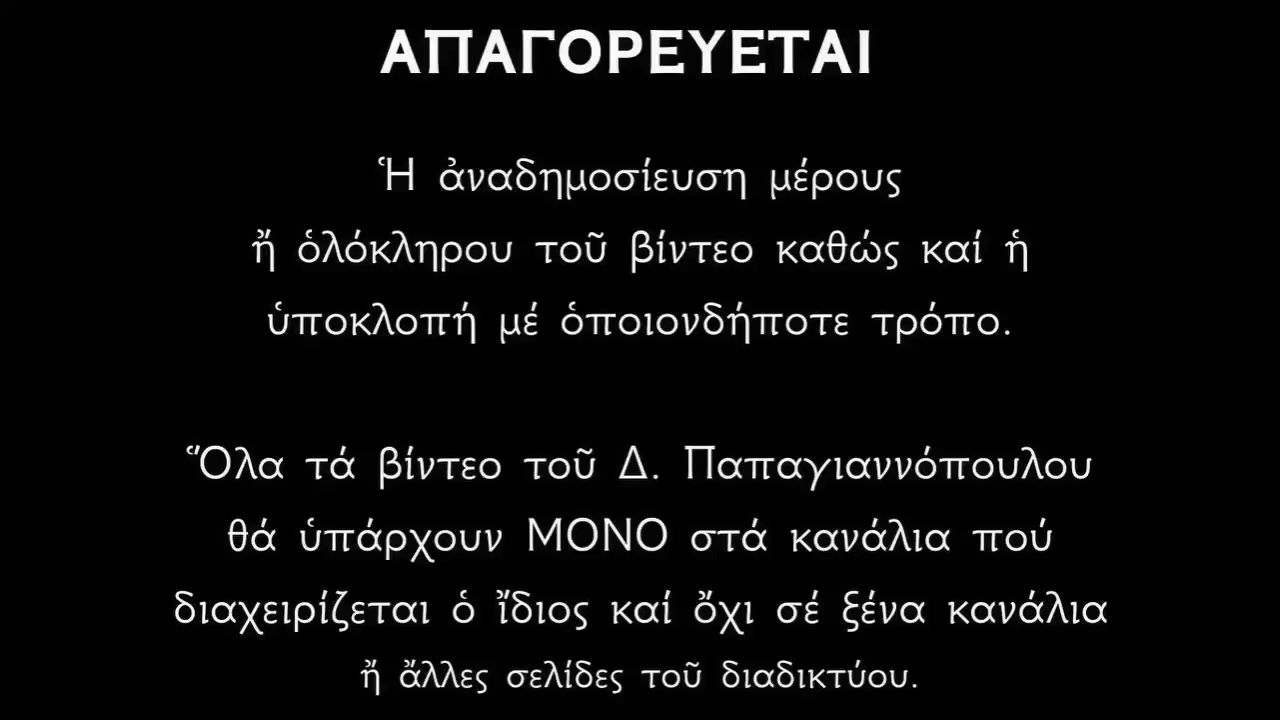 ΑΠΑΓΟΡΕΥΕΤΑΙ
Ἡ ἀναδημοσίευση μέρους
ἤ ὁλόκληρου τοῦ βίντεο καθώς καί ἡ
ὑποκλοπή μέ ὁποιονδήποτε τρόπο.
Ὅλα τά βίντεο τοῦ Δ. Παπαγιαννόπουλου
θά ὑπάρχουν ΜΟΝΟ στά κανάλια πού
διαχειρίζεται ὁ ἴδιος καί ὄχι σέ ξένα κανάλια
ἤ ἄλλες σελίδες τοῦ διαδικτύου.